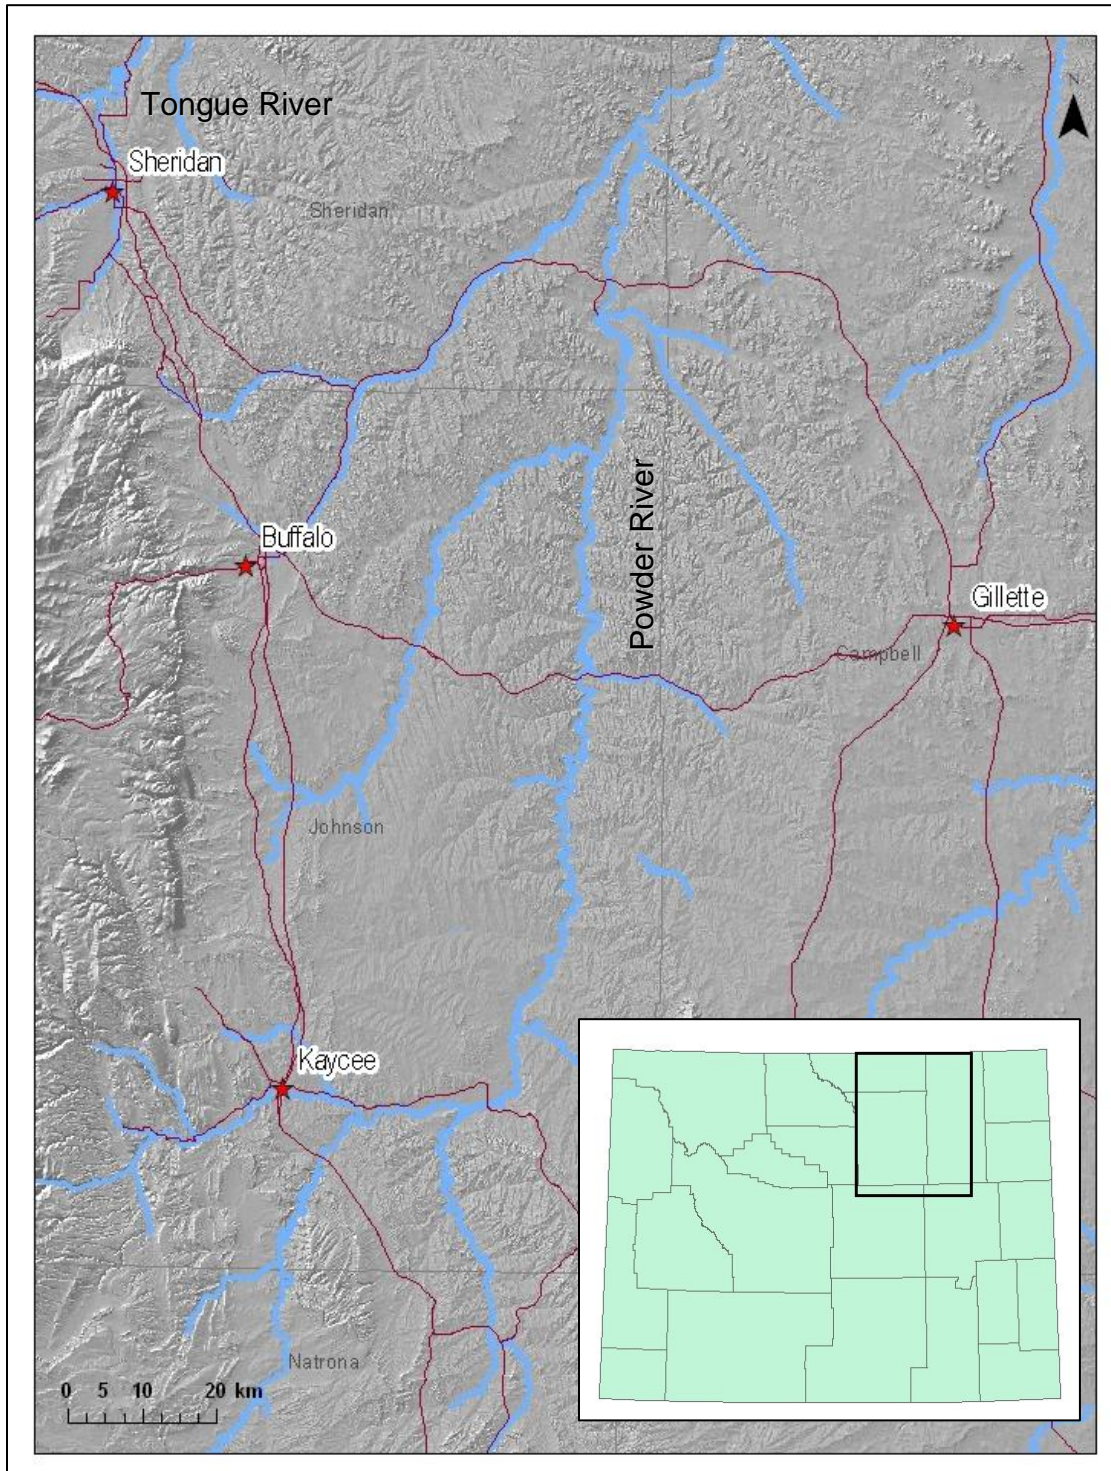 N
Tongue River
Sheridan
Sheridan
Powder River
Buffalo
Gillette
Campbell
Johnson
Kaycee
Natrona
0 5 10 20 km